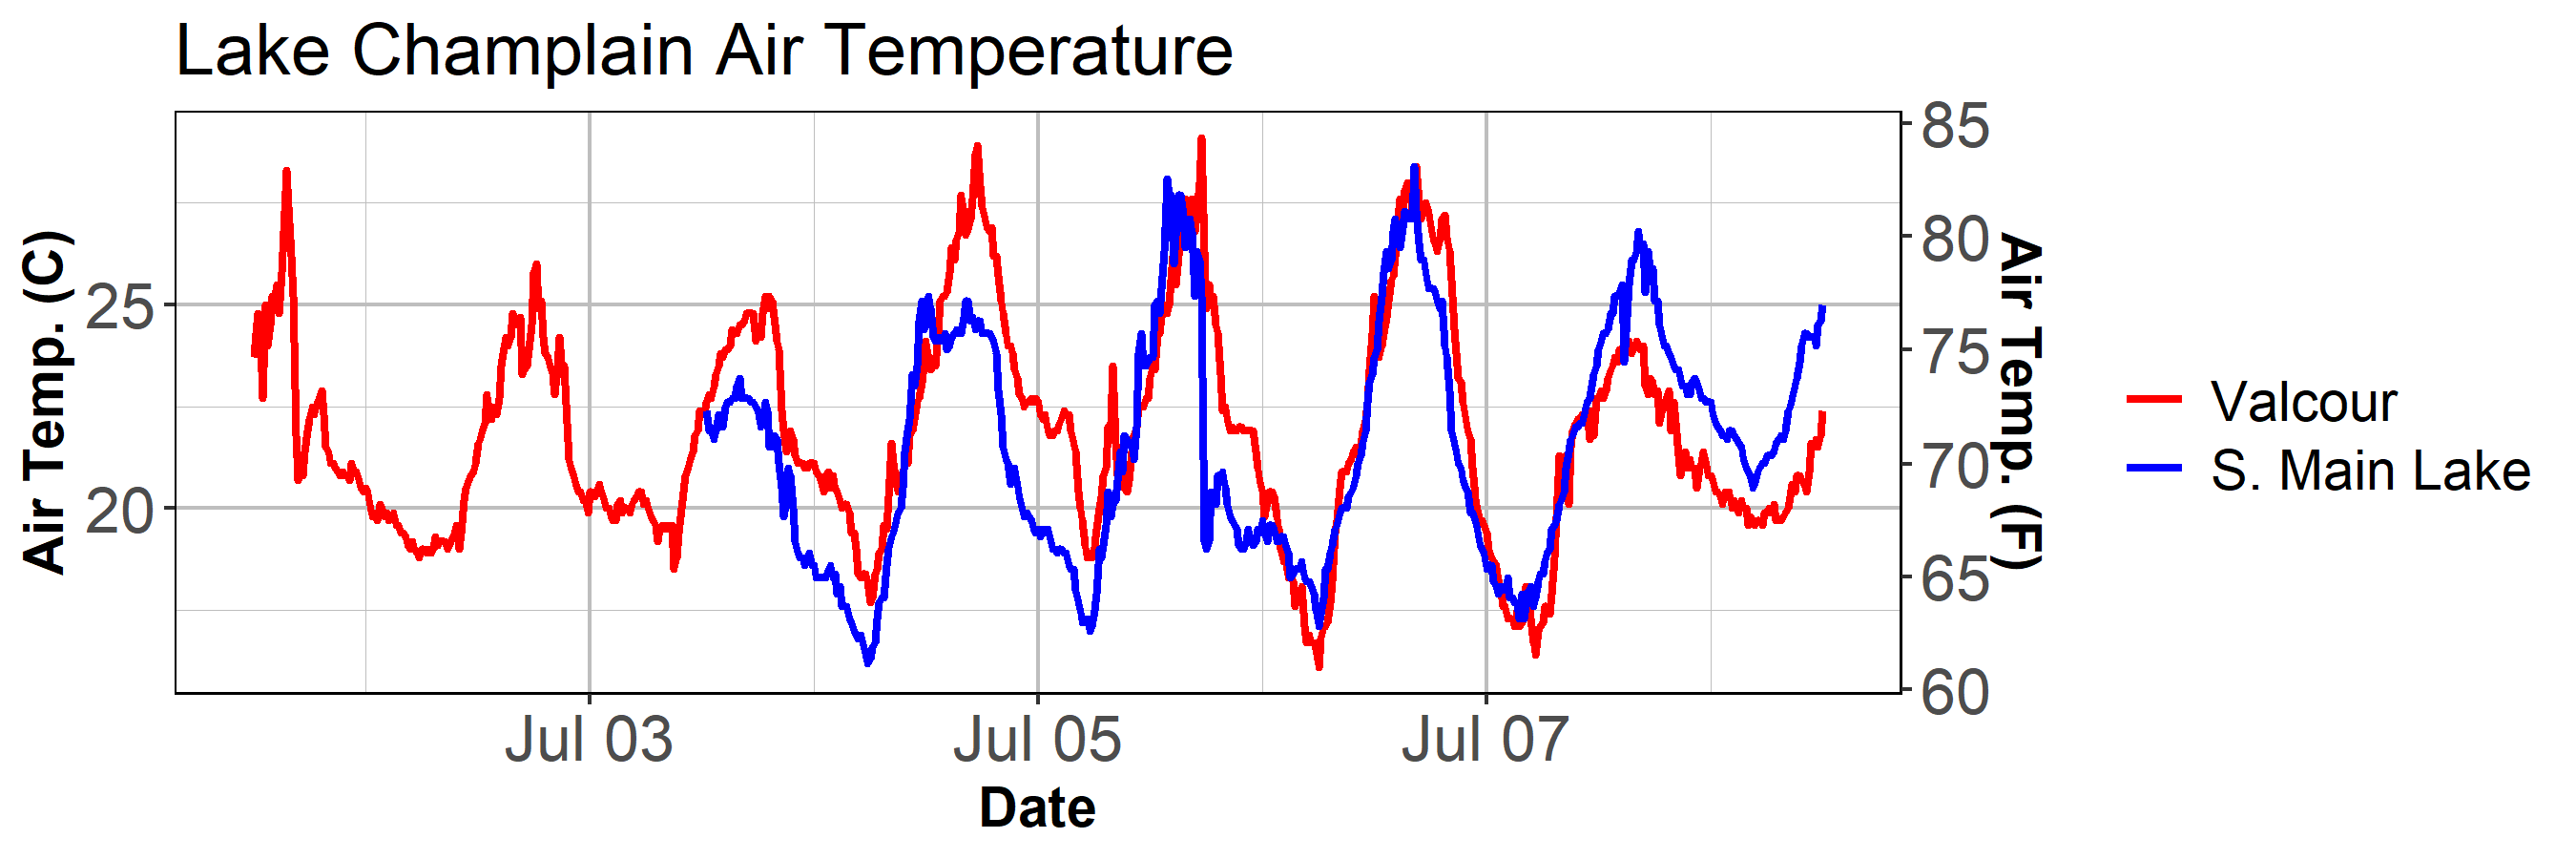 Lake Champlain Air Temperature
Air Temp. (C)
25
20
85
80
75
70
65
60
Air Temp. (F)
Jul 03
Jul 05
Jul 07
Date
Valcour
S. Main Lake